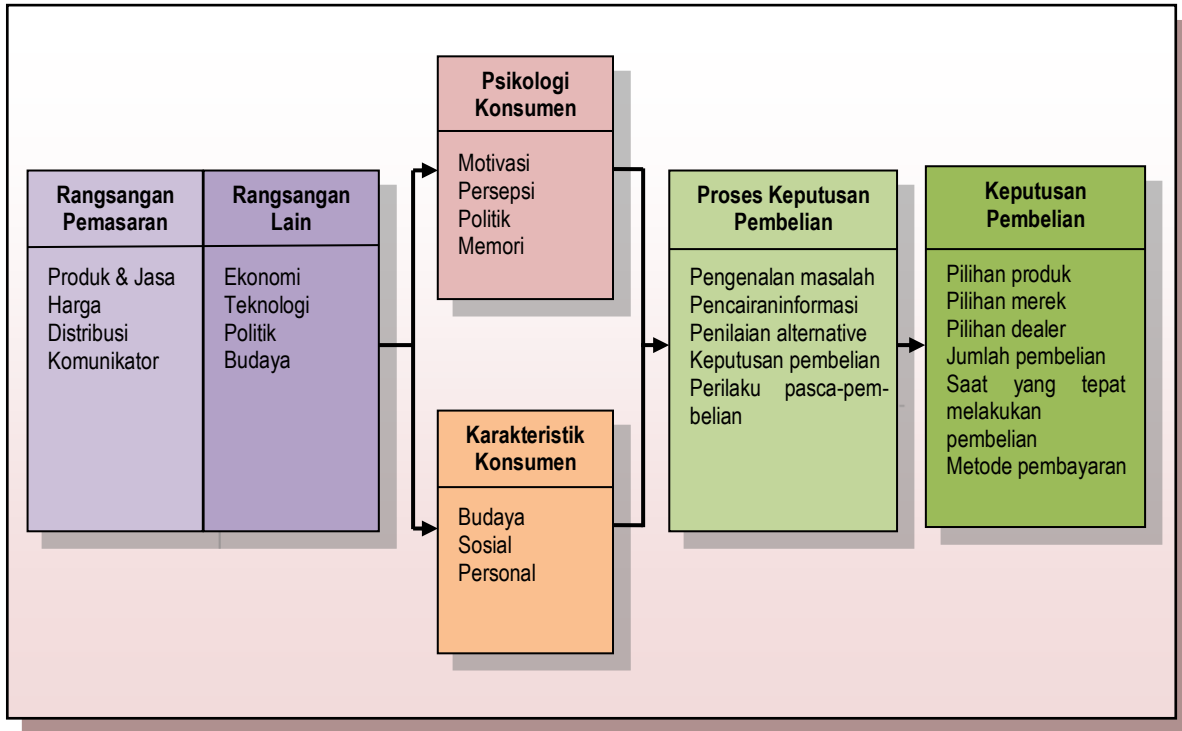 Rangsangan
Pemasaran
Produk & Jasa
Harga
Distribusi
Komunikator
Rangsangan
Lain
Ekonomi
Teknologi
Politik
Budaya
Psikologi
Konsumen
Motivasi
Persepsi
Politik
Memori
Karakteristik
Konsumen
Budaya
Sosial
Personal
Proses Keputusan
Pembelian
Pengenalan masalah
Pencairaninformasi
Penilaian alternative
Keputusan pembelian
Perilaku pasca-pem-
belian
Keputusan
Pembelian
Pilihan produk
Pilihan merek
Pilihan dealer
Jumlah pembelian
Saat yang tepat
melakukan
pembelian
Metode pembayaran